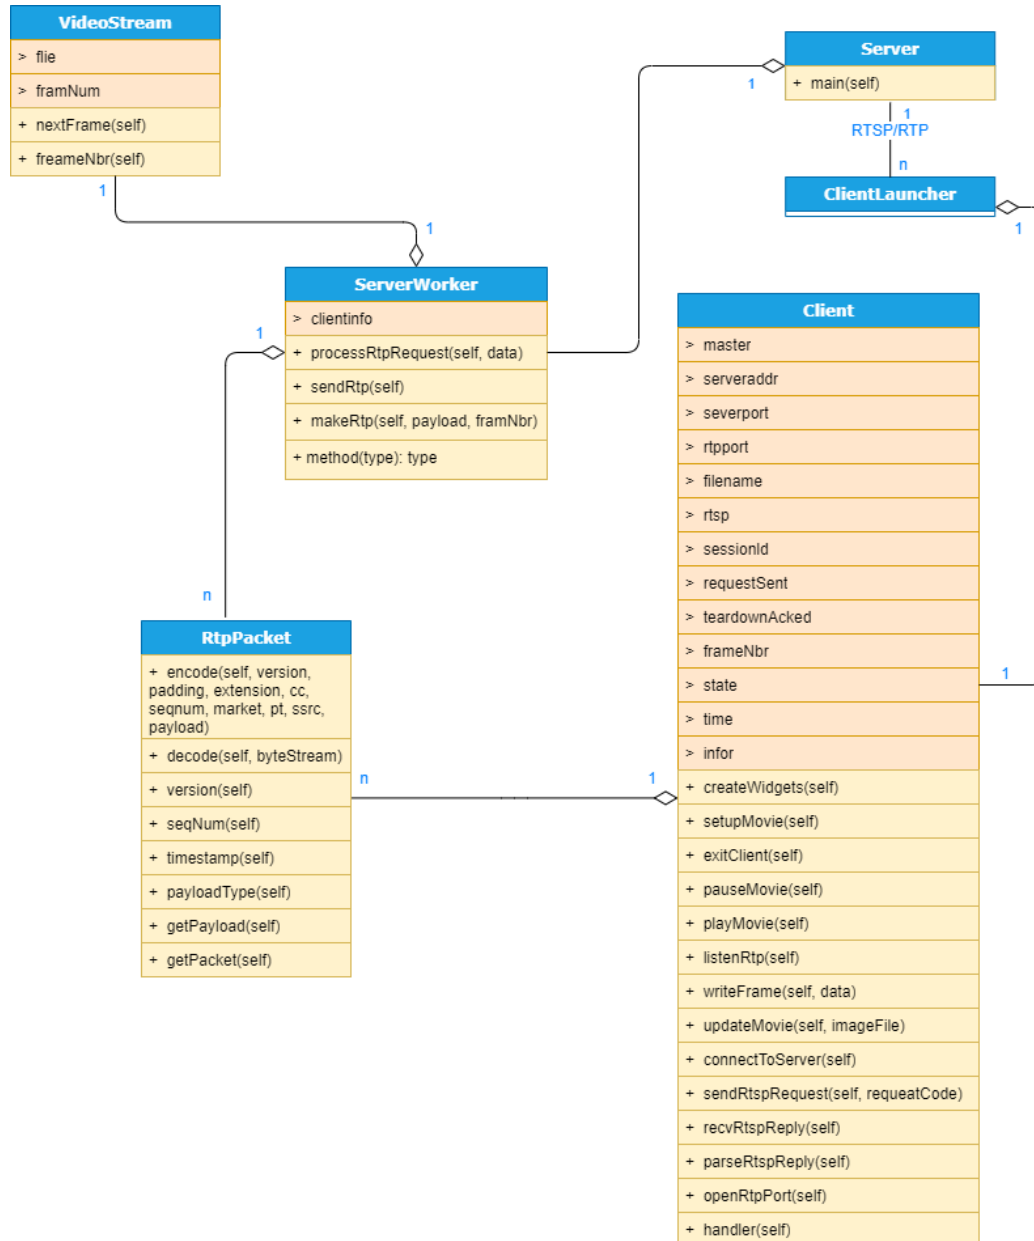 VideoStream
> flie
> framNum
+ nextFrame(self)
+ freameNbr(self)
1
1
Server
+ main(self)
1
1
RTSP/RTP
n
ClientLauncher
1
ServerWorker
> clientinfo
+ processRtpRequest(self, data)
+ sendRtp(self)
+ makeRtp(self, payload, framNbr)
+ method(type): type
1
n
RtpPacket
+ encode(self, version,
padding, extension, cc,
seqnum, market, pt, ssrc,
payload)
+ decode(self, byteStream)
+ version(self)
+ seqNum(self)
+ timestamp(self)
+ payloadType(self)
+ getPayload(self)
+ getPacket(self)
n
1
Client
> master
> serveraddr
> severport
> rtpport
> filename
> rtsp
> sessionId
> requestSent
> teardownAcked
> frameNbr
> state
> time
> infor
+ createWidgets(self)
+ setupMovie(self)
+ exitClient(self)
+ pauseMovie(self)
+ playMovie(self)
+ listenRtp(self)
+ writeFrame(self, data)
+ updateMovie(self, imageFile)
+ connectToServer(self)
+ sendRtspRequest(self, requeatCode)
+ recvRtspReply(self)
+ parseRtspReply(self)
+ openRtpPort(self)
+ handler(self)
1